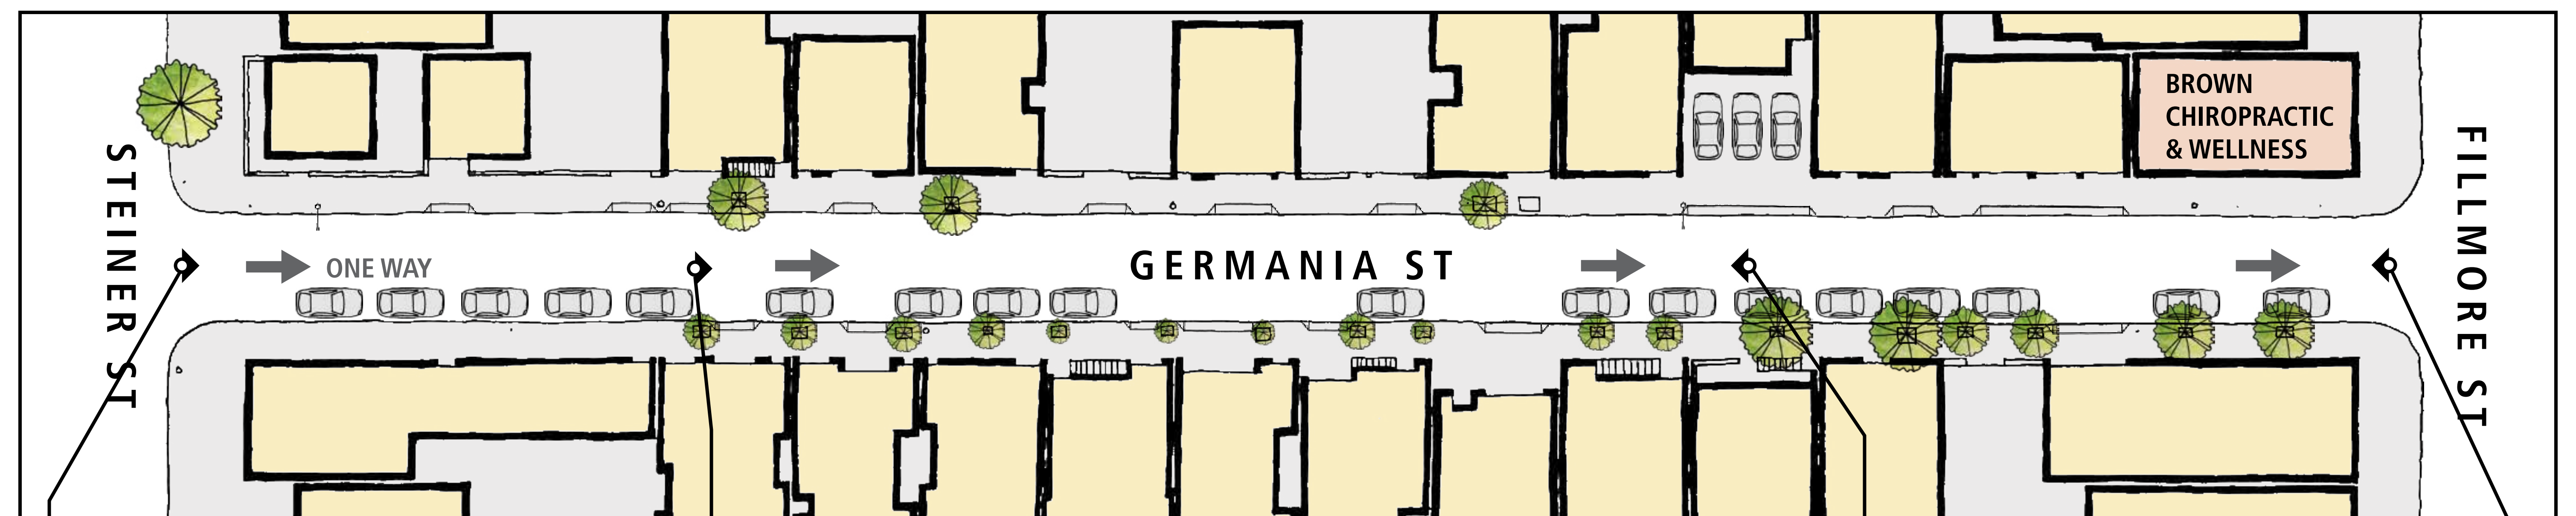 STEINER ST
ONE WAY
GERMANIA ST
BROWN
CHIROPRACTIC
& WELLNESS
FILLMORE ST